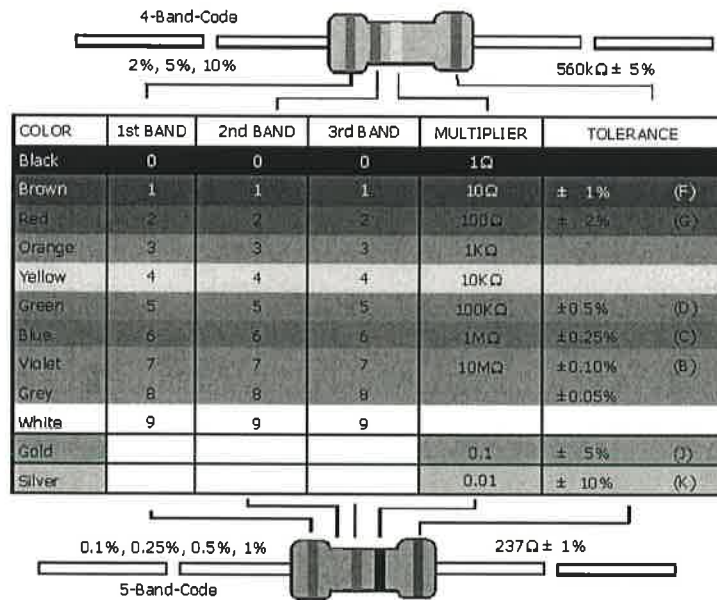 4-Band-Code
2%, 5%, 10%
560kΩ ± 5%
COLOR 1st BAND 2nd BAND 3rd BAND MULTIPLIER TOLERANCE
Black 0 0 0 1Ω
Brown 1 1 1 10Ω ± 1% (F)
Red 2 2 2 100Ω ± 2% (G)
Orange 3 3 3 1KΩ
Yellow 4 4 4 10KΩ
Green 5 5 5 100KΩ ±0.5% (D)
Blue 6 6 6 1MΩ ±0.25% (C)
Violet 7 7 7 10MΩ ±0.10% (B)
Grey 8 8 8 ±0.05%
White 9 9 9
Gold 0.1 ± 5% (J)
Silver 0.01 ± 10% (K)
0.1%, 0.25%, 0.5%, 1%
237Ω ± 1%
5-Band-Code